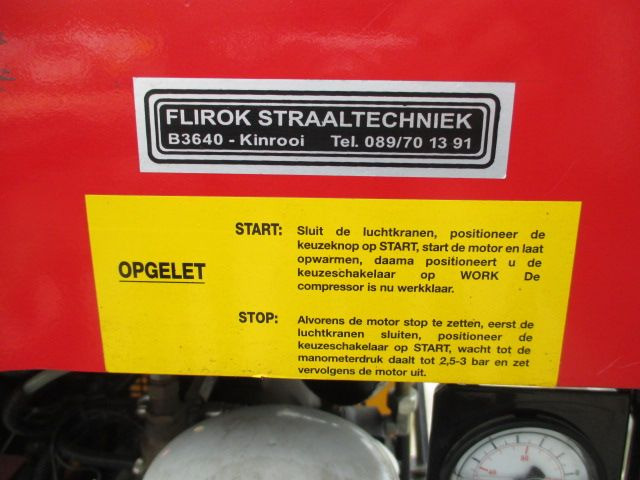 FLIROK STRAALTECHNIEK
B3640 - Kinrooi Tel. 089/70 13 91
OPGELET
START: Sluit de luchtkranen, positioneer de
keuzeknop op START, start de motor en laat
opwarmen, daama positioneert u de
keuzeschakelaar op WORK De
compressor is nu werkklaar.
STOP: Alvorens de motor stop te zetten, eerst de
luchtkranen sluiten, positioneer de
keuzeschakelaar op START, wacht tot de
manometerdruk daalt tot 2,5-3 bar en zet
vervolgens de motor uit.